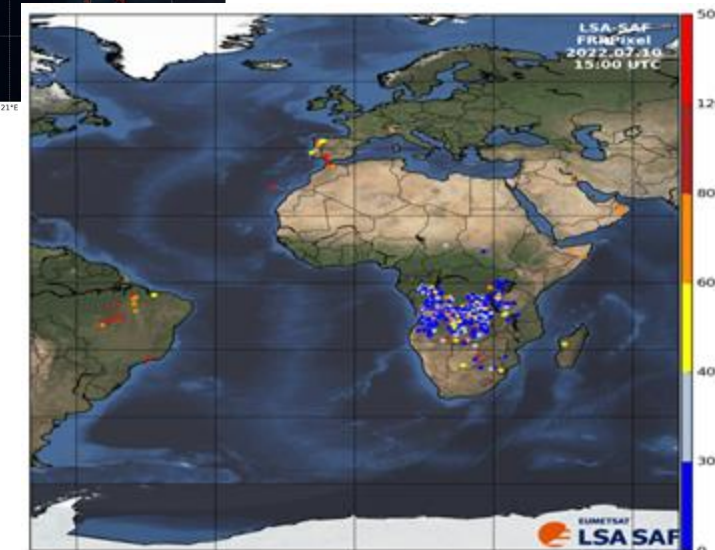 21°E
LSA-SAF
FRPPixel
2022.07.10
15:00 UTC
50
12
80
60
40
30
0
EUMETSAT
LSA SAF